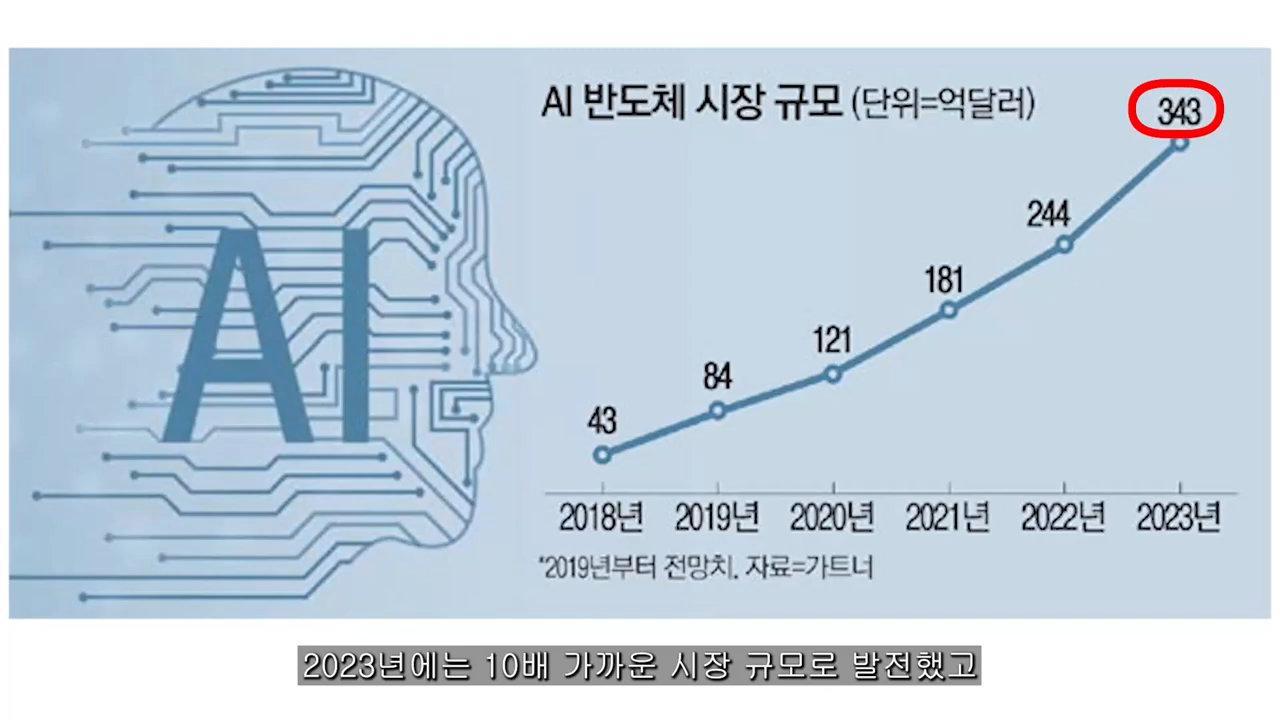 AI
AI 반도체 시장 규모 (단위=억달러)
343
244
181
121
84
43
2018년 2019년 2020년 2021년 2022년 2023년
*2019년부터 전망치. 자료=가트너
2023년에는 10배 가까운 시장 규모로 발전했고